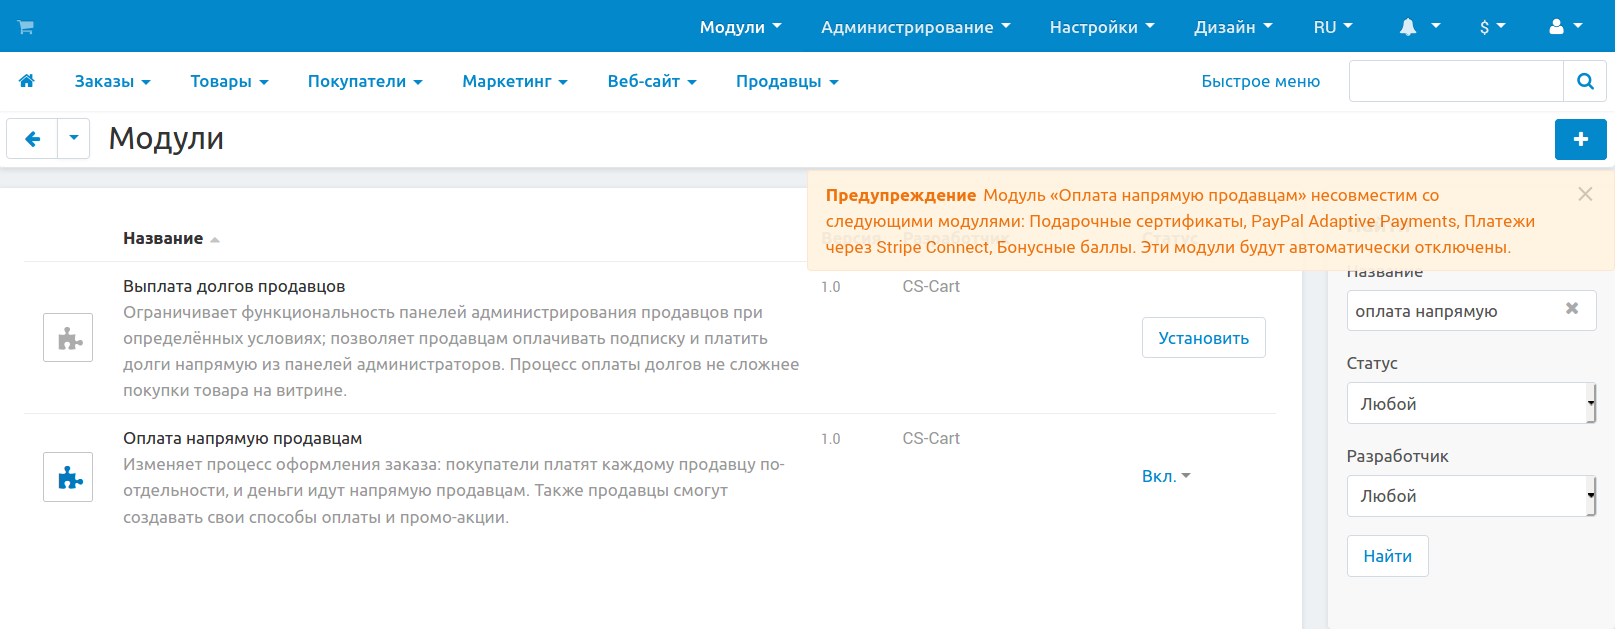 Модули Администрирование Настройки Дизайн RU $
Заказы Товары Покупатели Маркетинг Веб-сайт Продавцы Быстрое меню
Модули
Предупреждение Модуль «Оплата напрямую продавцам» несовместим со
следующими модулями: Подарочные сертификаты, PayPal Adaptive Payments, Платежи
через Stripe Connect, Бонусные баллы. Эти модули будут автоматически отключены.
Название Версия Разработчик Статус
Выплата долгов продавцов 1.0 CS-Cart
Ограничивает функциональность панелей администрирования продавцов при
определённых условиях; позволяет продавцам оплачивать подписку и платить
долги напрямую из панелей администраторов. Процесс оплаты долгов не сложнее
покупки товара на витрине.
Установить
Оплата напрямую продавцам 1.0 CS-Cart
Изменяет процесс оформления заказа: покупатели платят каждому продавцу по-
отдельности, и деньги идут напрямую продавцам. Также продавцы смогут
создавать свои способы оплаты и промо-акции.
Вкл.
Название
оплата напрямую
Статус
Любой
Разработчик
Любой
Найти